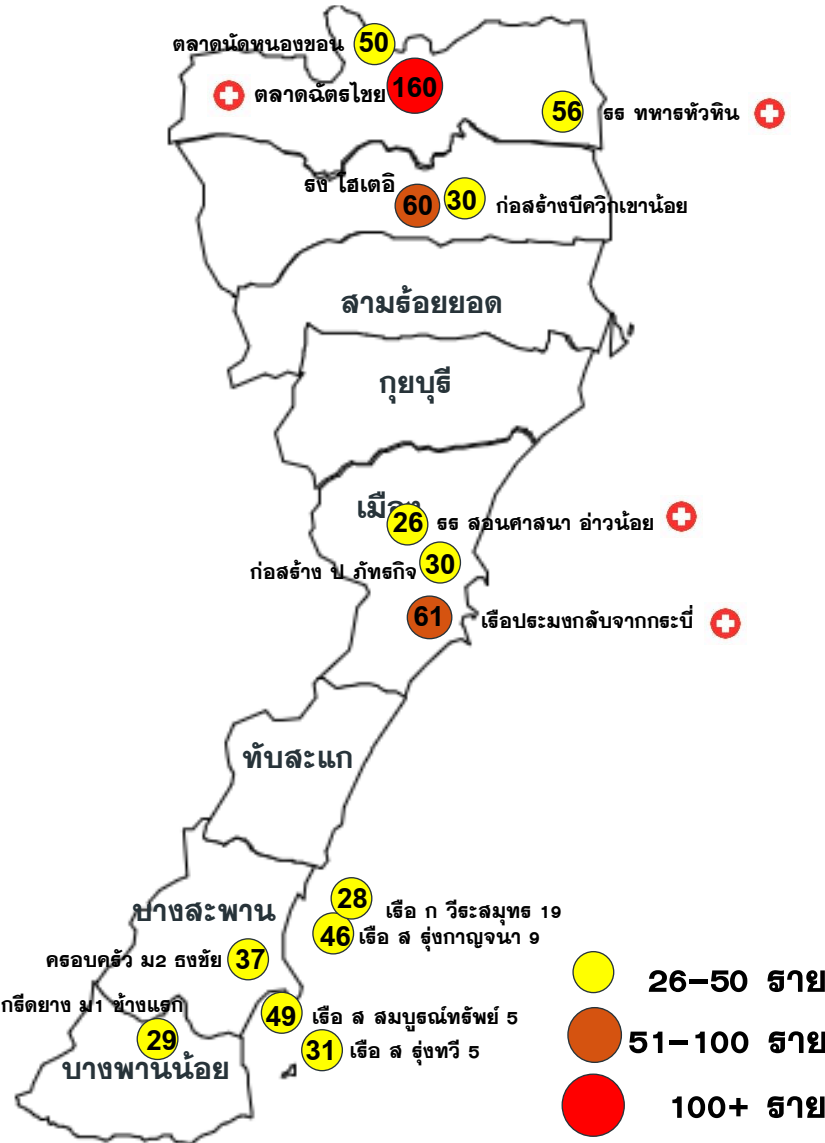 ตลาดนัดหนองขอน 50
ตลาดฉัตรไชย 160
56 รร ทหารหัวหิน
รง โฮเตอิ 60
30 ก่อสร้างบีควิกเขาน้อย
สามร้อยยอด
กุยบุรี
เมือง
26 รร สอนศาสนา อ่าวน้อย
ก่อสร้าง ป ภัทรกิจ 30
61 เรือประมงกลับจากกระบี่
ทับสะแก
28 เรือ ก วีระสมุทร 19
บางสะพาน
46 เรือ ส รุ่งกาญจนา 9
ครอบครัว ม2 ธงชัย 37
26-50 ราย
กรีดยาง ม1 ช้างแรก
29
49 เรือ ส สมบูรณ์ทรัพย์ 5
51-100 ราย
31 เรือ ส รุ่งทวี 5
บางพานน้อย
100+ ราย